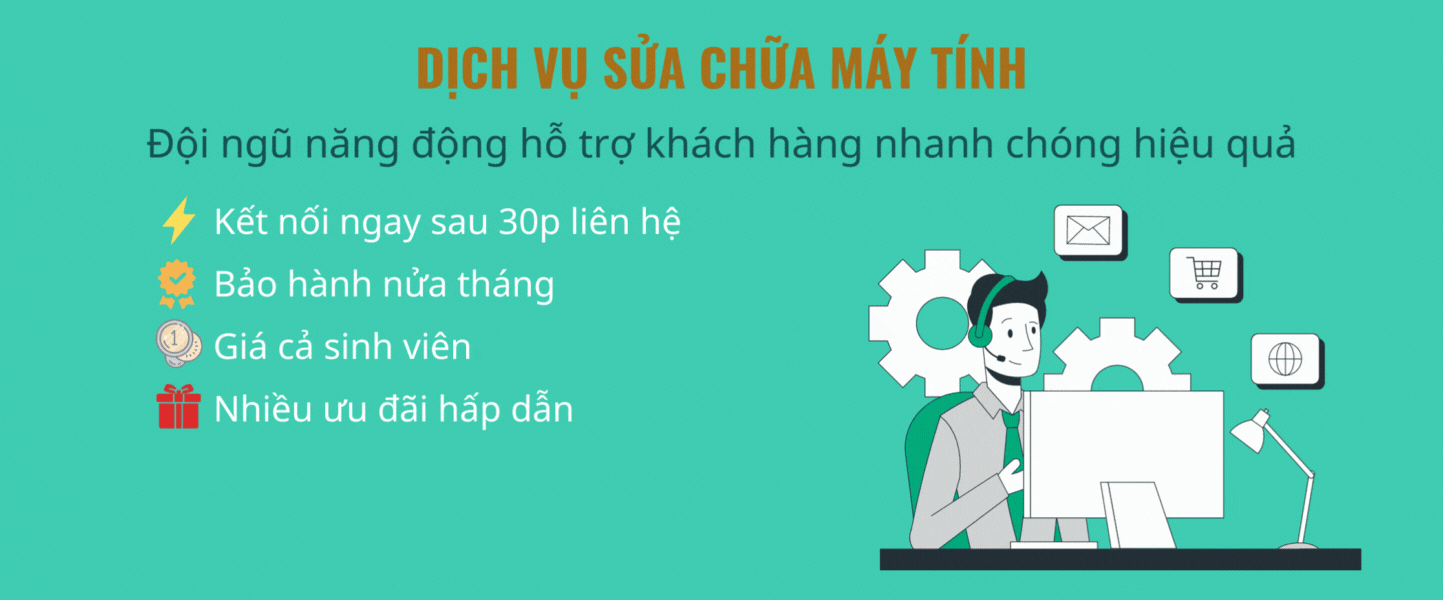 DỊCH VỤ SỬA CHỮA MÁY TÍNH
Đội ngũ năng động hỗ trợ khách hàng nhanh chóng hiệu quả
Kết nối ngay sau 30p liên hệ
Bảo hành nửa tháng
1
Giá cả sinh viên
Nhiều ưu đãi hấp dẫn